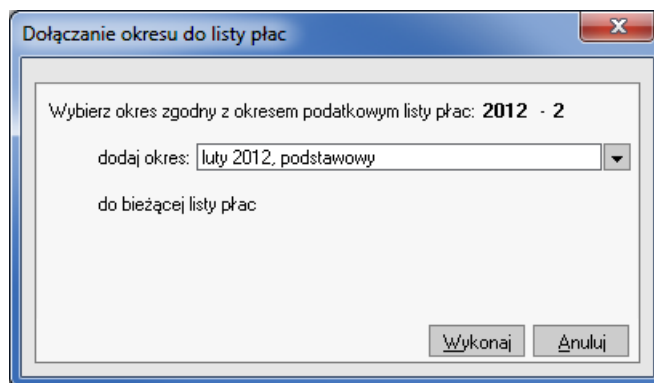 Dołączanie okresu do listy płac
Wybierz okres zgodny z okresem podatkowym listy płac: 2012 - 2
dodaj okres: luty 2012, podstawowy
do bieżącej listy płac
Wykonaj Anuluj